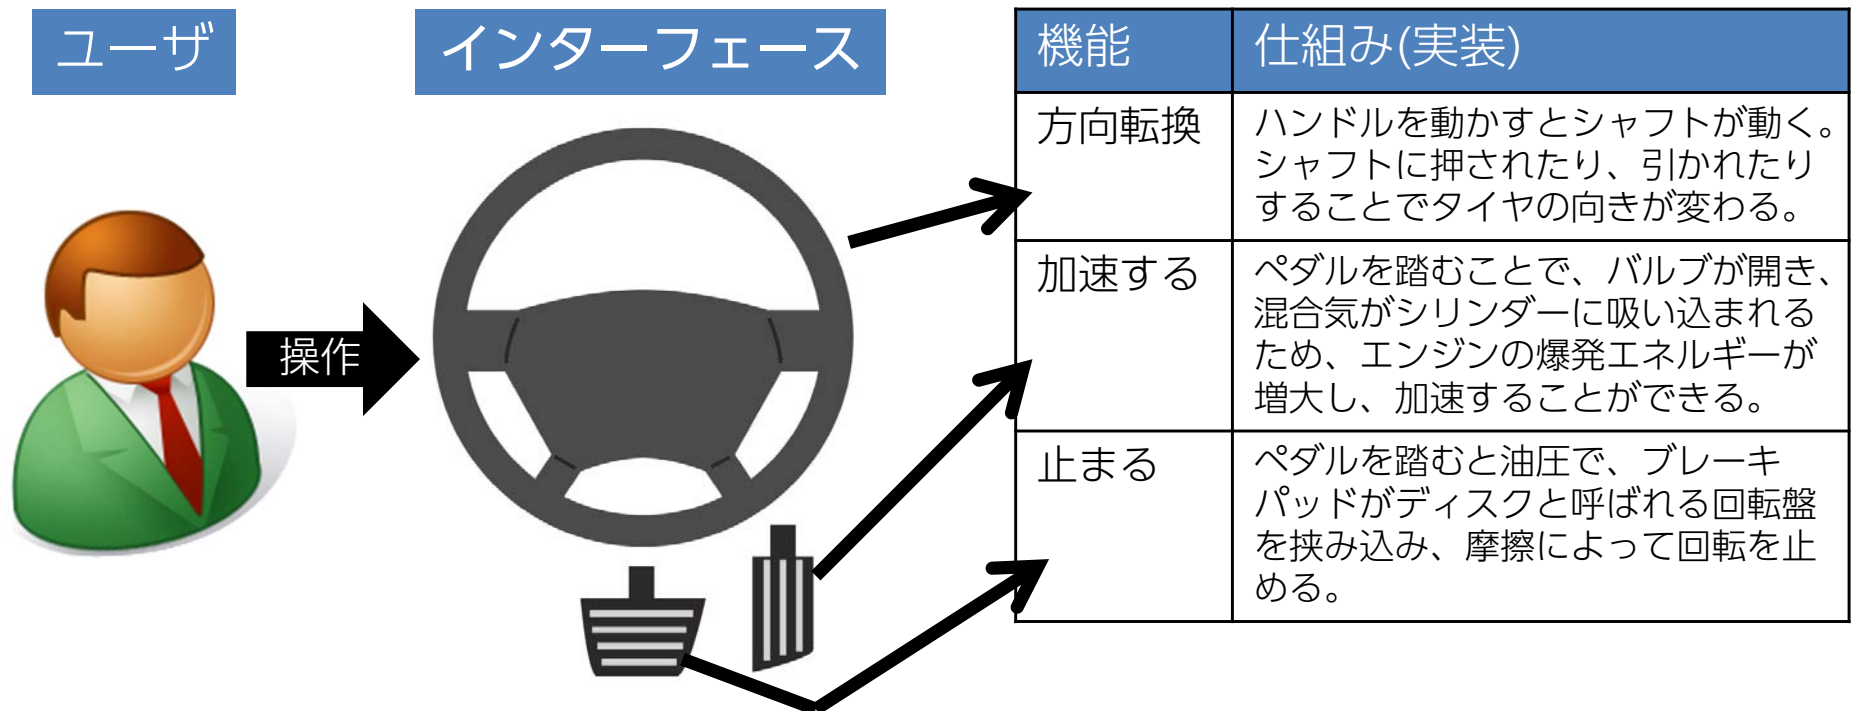 ユーザ
インターフェース
操作
機能
仕組み(実装)
方向転換
ハンドルを動かすとシャフトが動く。
シャフトに押されたり、引かれたり
することでタイヤの向きが変わる。
加速する
ペダルを踏むことで、バルブが開き、
混合気がシリンダーに吸い込まれる
ため、エンジンの爆発エネルギーが
増大し、加速することができる。
止まる
ペダルを踏むと油圧で、ブレーキ
パッドがディスクと呼ばれる回転盤
を挟み込み、摩擦によって回転を止
める。